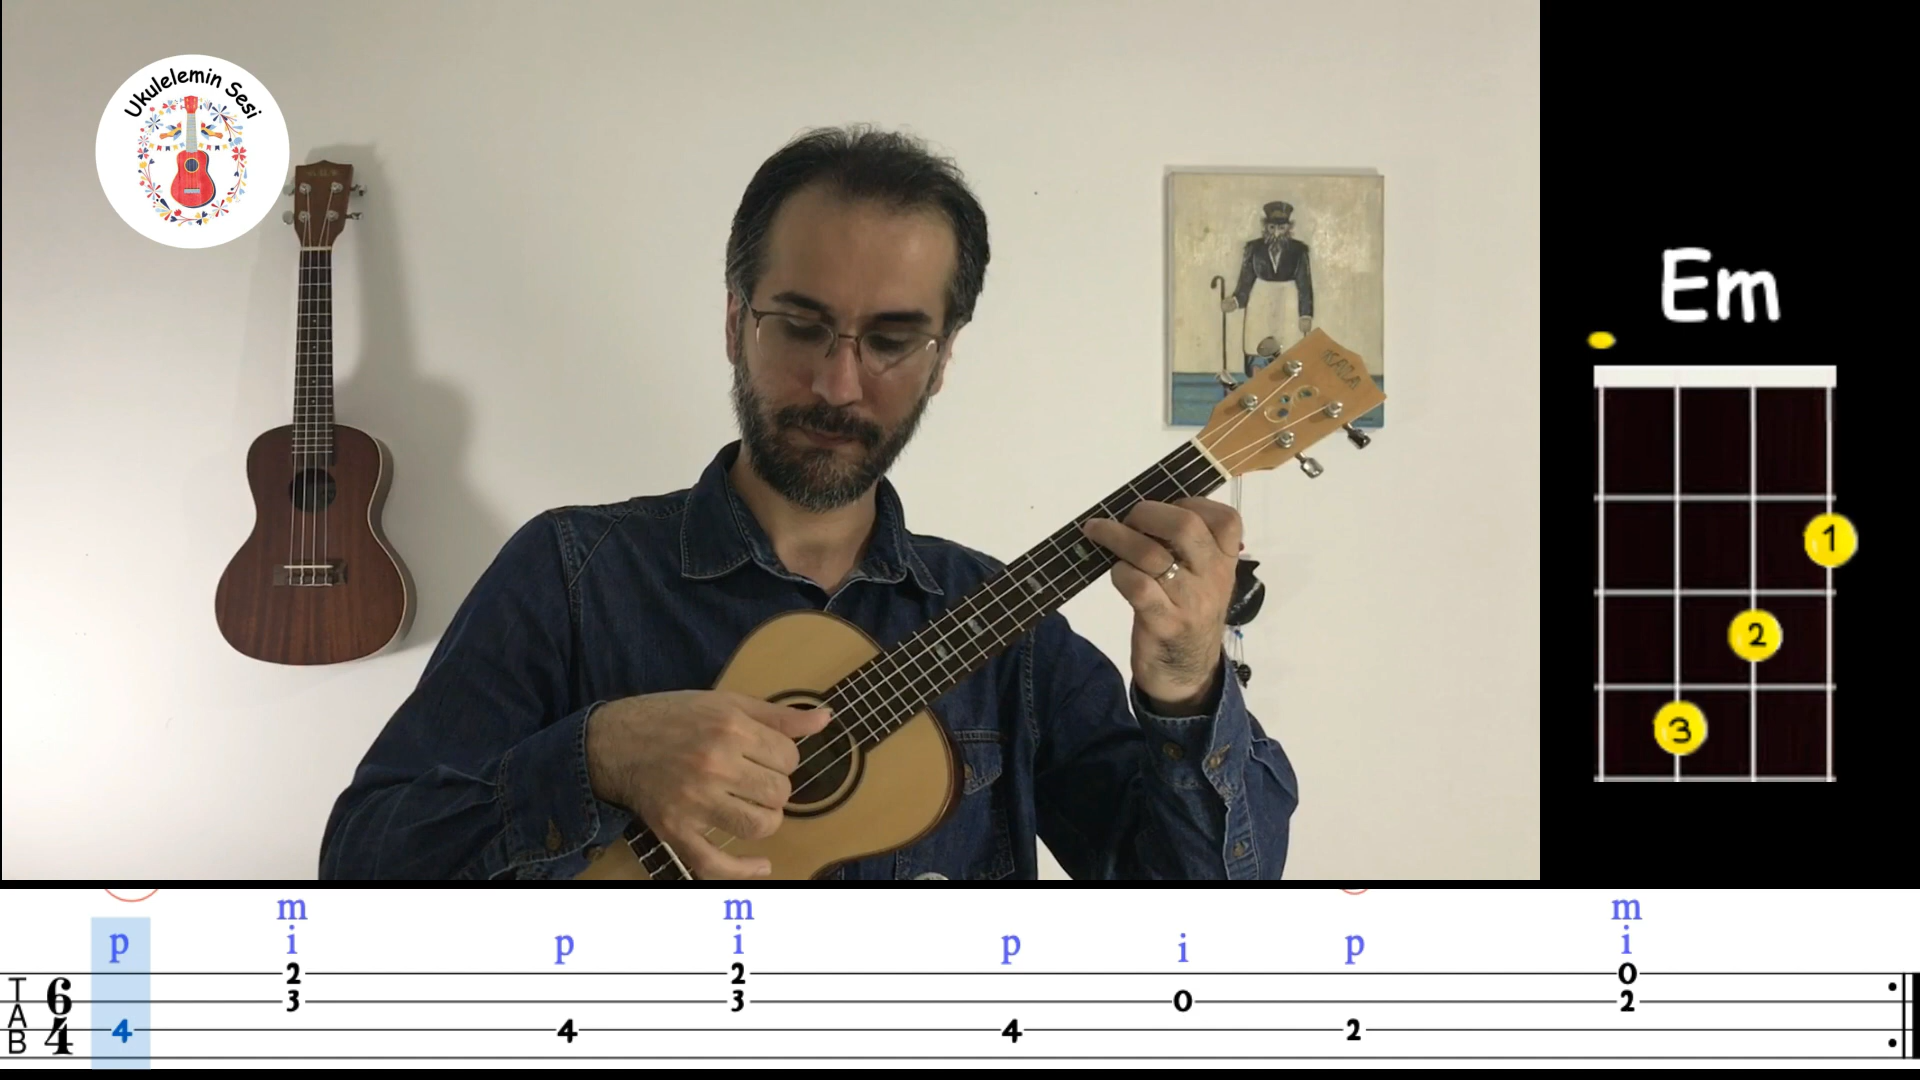 Ukulelemin Sesi
KALA
Em
1
2
3
m m m
p i p i p i p i
T
A
B
6
4
2 2 0
3 3 0 2
4 4 4 2